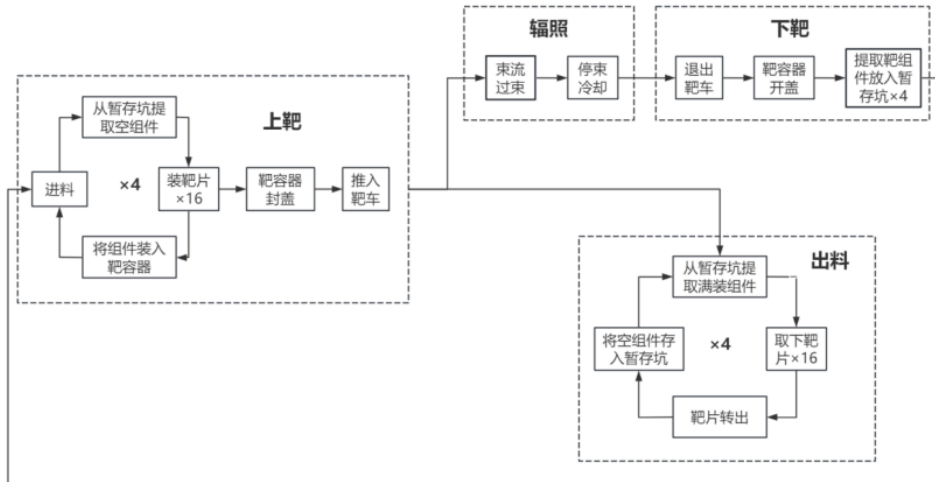 上靶
从暂存坑提
取空组件
进料
×4
装靶片
×16
将组件装入
靶容器
靶容器
封盖
推入
靶车
辐照
束流
过束
停束
冷却
下靶
退出
靶车
靶容器
开盖
提取靶组
件放入暂
存坑×4
出料
从暂存坑提
取满装组件
将空组件存
入暂存坑
×4
取下靶
片×16
靶片转出